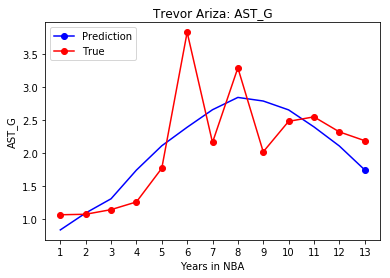 Trevor Ariza: AST_G
Prediction
True
AST_G
3.5
3.0
2.5
2.0
1.5
1.0
1 2 3 4 5 6 7 8 9 10 11 12 13
Years in NBA